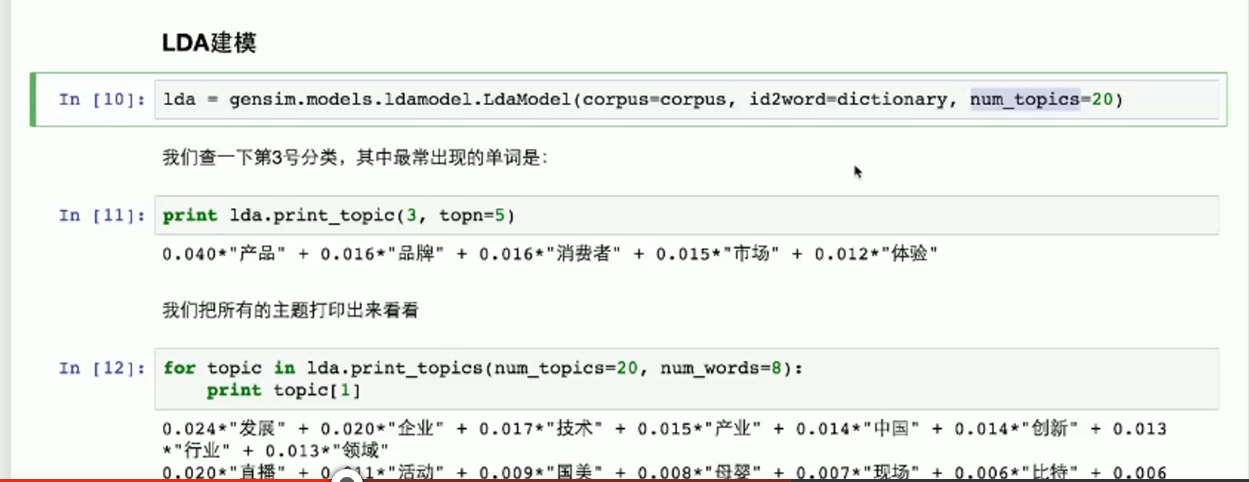 LDA建模
In [10]: lda = gensim.models.ldamodel.LdaModel(corpus=corpus, id2word=dictionary, num_topics=20)
我们查一下第3号分类，其中最常出现的单词是：
In [11]: print lda.print_topic(3, topn=5)
0.040*"产品" + 0.016*"品牌" + 0.016*"消费者" + 0.015*"市场" + 0.012*"体验"
我们把所有的主题打印出来看看
In [12]: for topic in lda.print_topics(num_topics=20, num_words=8):
print topic[1]
0.024*"发展" + 0.020*"企业" + 0.017*"技术" + 0.015*"产业" + 0.014*"中国" + 0.014*"创新" + 0.013
*"行业" + 0.013*"领域"
0.020*"直播" + *"活动" + 0.009*"国美" + 0.008*"母婴" + 0.007*"现场" + 0.006*"比特" + 0.006